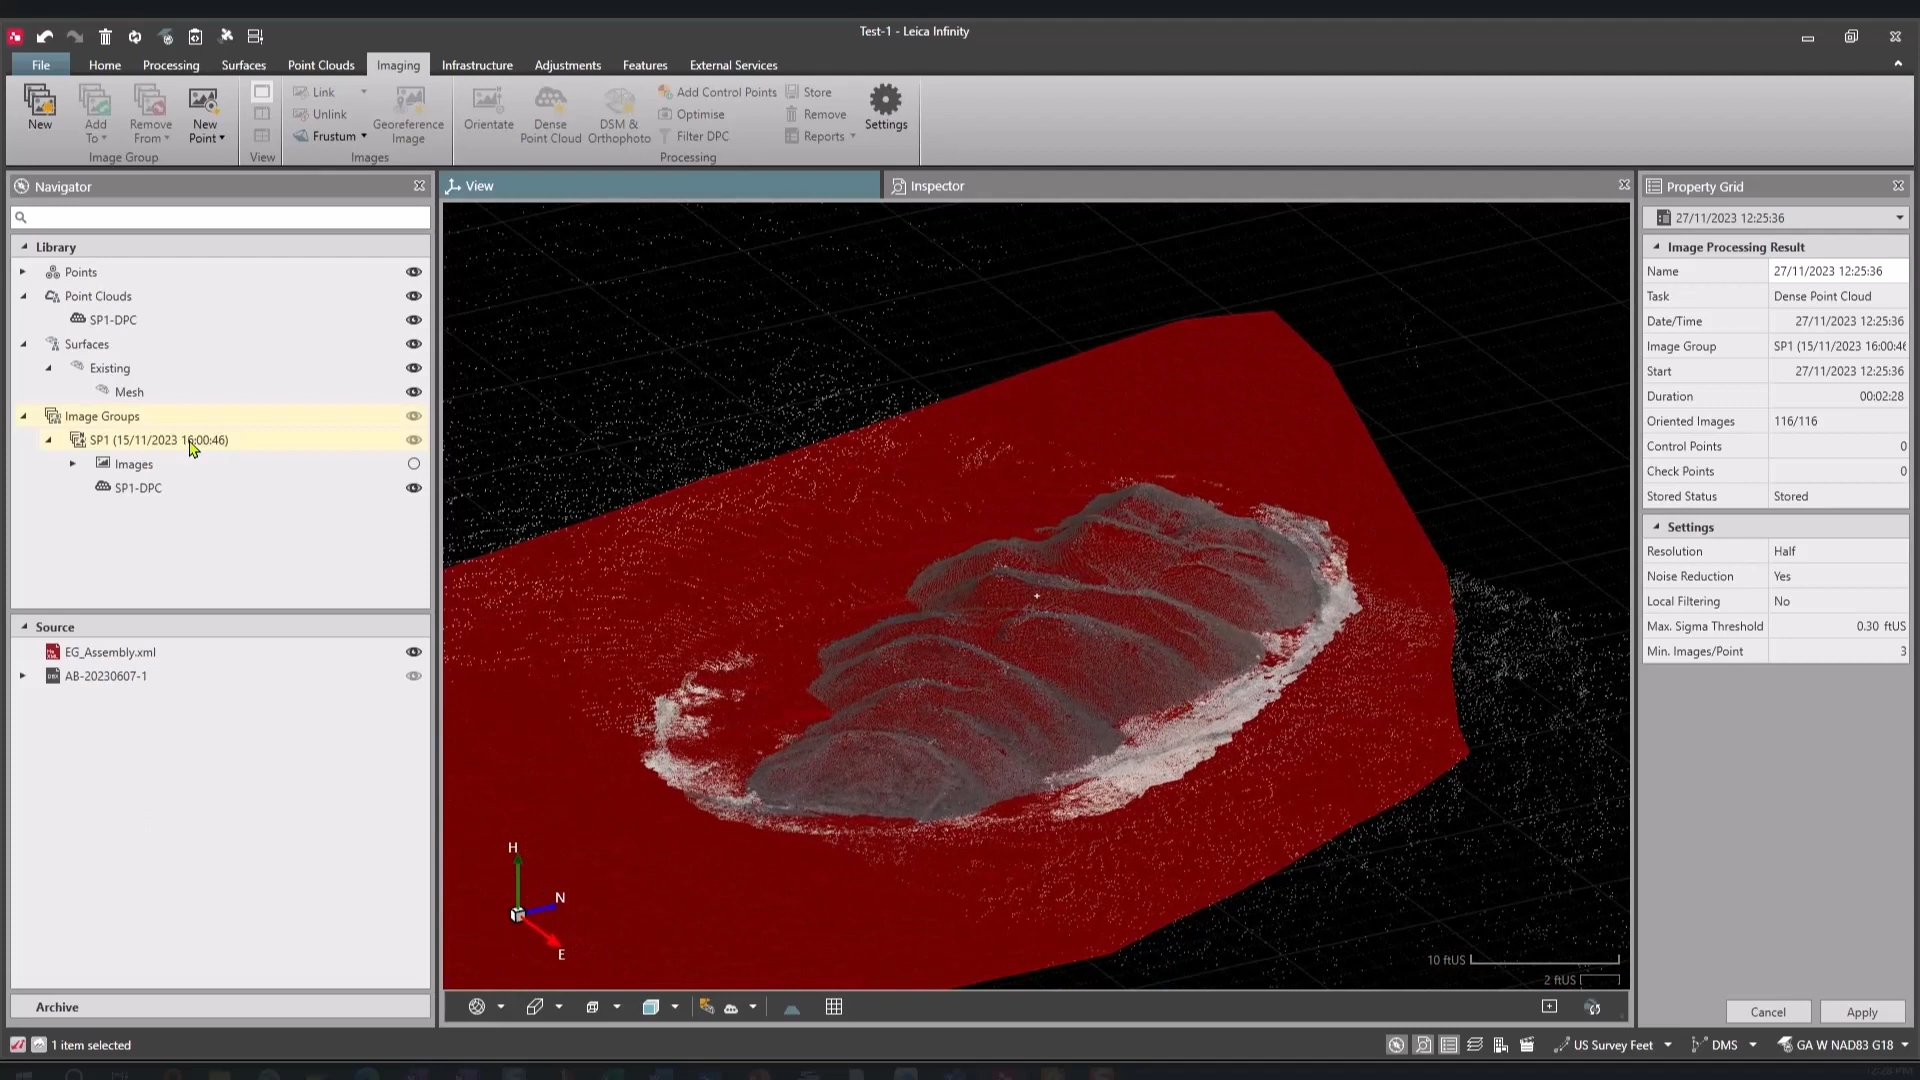 Test-1 - Leica Infinity
File Home Processing Surfaces Point Clouds Imaging Infrastructure Adjustments Features External Services
New
Add To
Remove From
New Point
Image Group
View
Link
Unlink
Frustum
Georeference Image
Images
Orientate
Dense Point Cloud
DSM & Orthophoto
Add Control Points
Optimise
Filter DPC
Store
Remove
Reports
Processing
Settings
Navigator
Library
Points
Point Clouds
SP1-DPC
Surfaces
Existing
Mesh
Image Groups
SP1 (15/11/2023 16:00:46)
Images
SP1-DPC
Source
EG_Assembly.xml
AB-20230607-1
Archive
View
Inspector
H
N
E
10 ftUS
2 ftUS
Property Grid
27/11/2023 12:25:36
Image Processing Result
Name 27/11/2023 12:25:36
Task Dense Point Cloud
Date/Time 27/11/2023 12:25:36
Image Group SP1 (15/11/2023 16:00:46
Start 27/11/2023 12:25:36
Duration 00:02:28
Oriented Images 116/116
Control Points 0
Check Points 0
Stored Status Stored
Settings
Resolution Half
Noise Reduction Yes
Local Filtering No
Max. Sigma Threshold 0.30 ftUS
Min. Images/Point 3
Cancel Apply
1 item selected
US Survey Feet DMS GA W NAD83 G18